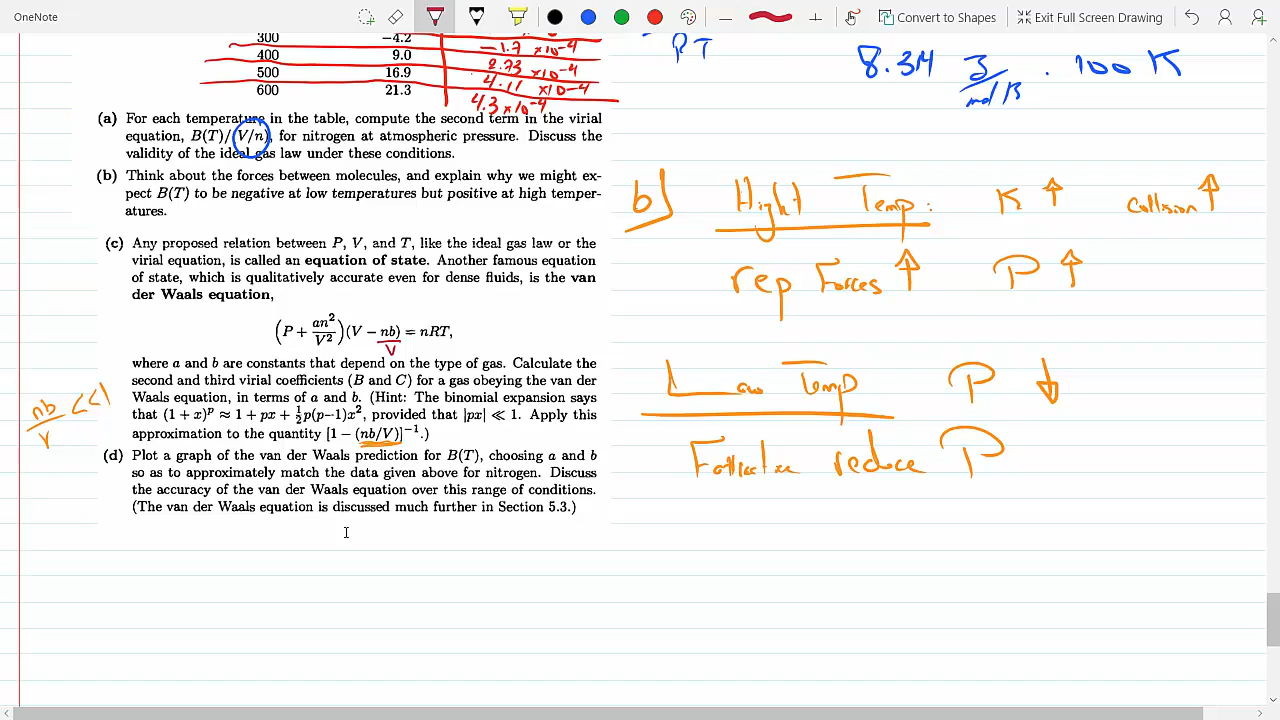 OneNote
Convert to Shapes
Exit Full Screen Drawing
300 −4.2
400 9.0 −1.7 ×10-4
500 16.9 2.73 ×10-4
600 21.3 4.11 ×10-4
4.3 ×10-4
PT
8.314 J/mol K · 100 K
(a) For each temperature in the table, compute the second term in the virial
equation, B(T)/(V/n), for nitrogen at atmospheric pressure. Discuss the
validity of the ideal gas law under these conditions.
(b) Think about the forces between molecules, and explain why we might ex-
pect B(T) to be negative at low temperatures but positive at high temper-
atures.
(c) Any proposed relation between P, V, and T, like the ideal gas law or the
virial equation, is called an equation of state. Another famous equation
of state, which is qualitatively accurate even for dense fluids, is the van
der Waals equation,
(P + an²/V²)(V − nb) = nRT,
V
where a and b are constants that depend on the type of gas. Calculate the
second and third virial coefficients (B and C) for a gas obeying the van der
Waals equation, in terms of a and b. (Hint: The binomial expansion says
that (1 + x)ᵖ ≈ 1 + px + ½p(p−1)x², provided that |px| ≪ 1. Apply this
approximation to the quantity [1 − (nb/V)]⁻¹.)
nb/V <<1
(d) Plot a graph of the van der Waals prediction for B(T), choosing a and b
so as to approximately match the data given above for nitrogen. Discuss
the accuracy of the van der Waals equation over this range of conditions.
(The van der Waals equation is discussed much further in Section 5.3.)
b) Hight Temp: K ↑ Collision ↑
rep Forces ↑ P ↑
Low Temp P ↓
reduce P